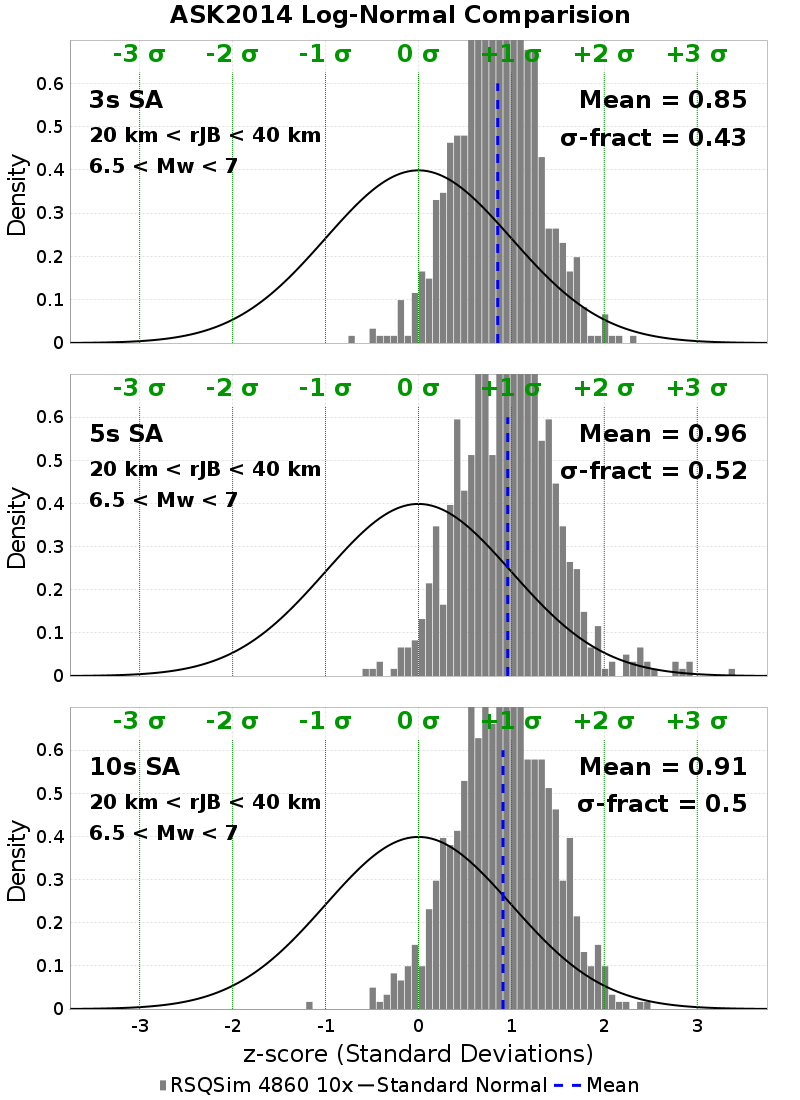 ASK2014 Log-Normal Comparision
-3 σ -2 σ -1 σ 0 σ +1 σ +2 σ +3 σ
3s SA
20 km < rJB < 40 km
6.5 < Mw < 7
Mean = 0.85
σ-fract = 0.43
Density
0.6
0.5
0.4
0.3
0.2
0.1
0
-3 σ -2 σ -1 σ 0 σ +1 σ +2 σ +3 σ
5s SA
20 km < rJB < 40 km
6.5 < Mw < 7
Mean = 0.96
σ-fract = 0.52
Density
0.6
0.5
0.4
0.3
0.2
0.1
0
-3 σ -2 σ -1 σ 0 σ +1 σ +2 σ +3 σ
10s SA
20 km < rJB < 40 km
6.5 < Mw < 7
Mean = 0.91
σ-fract = 0.5
Density
0.6
0.5
0.4
0.3
0.2
0.1
0
-3 -2 -1 0 1 2 3
z-score (Standard Deviations)
RSQSim 4860 10x Standard Normal Mean